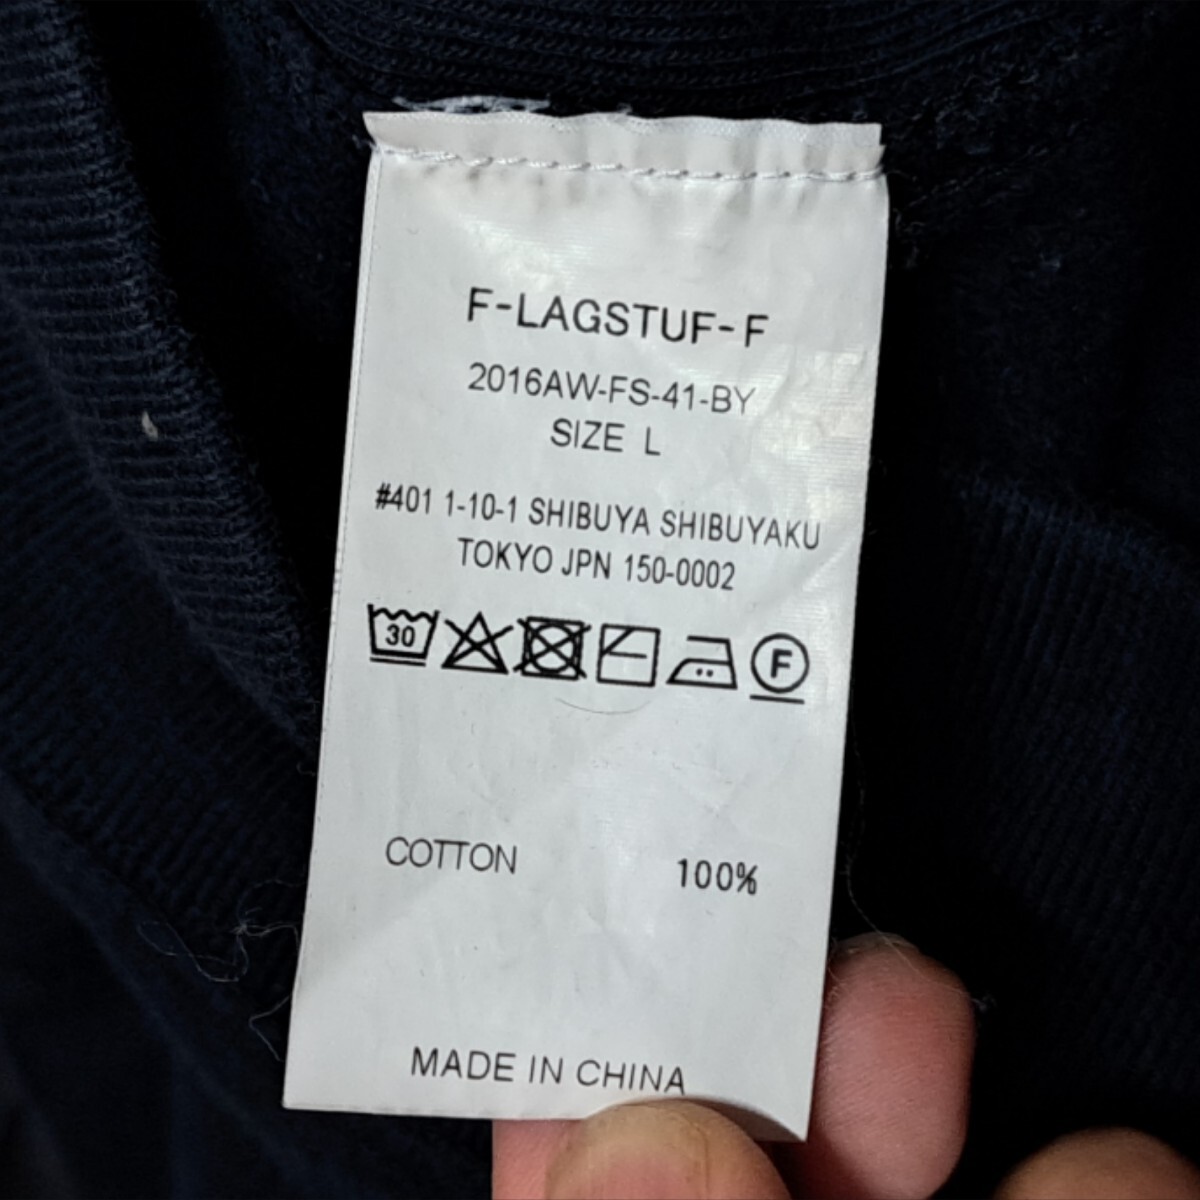 F-LAGSTUF-F
2016AW-FS-41-BY
SIZE L
#401 1-10-1 SHIBUYA SHIBUYAKU
TOKYO JPN 150-0002
30 F
COTTON 100%
MADE IN CHINA